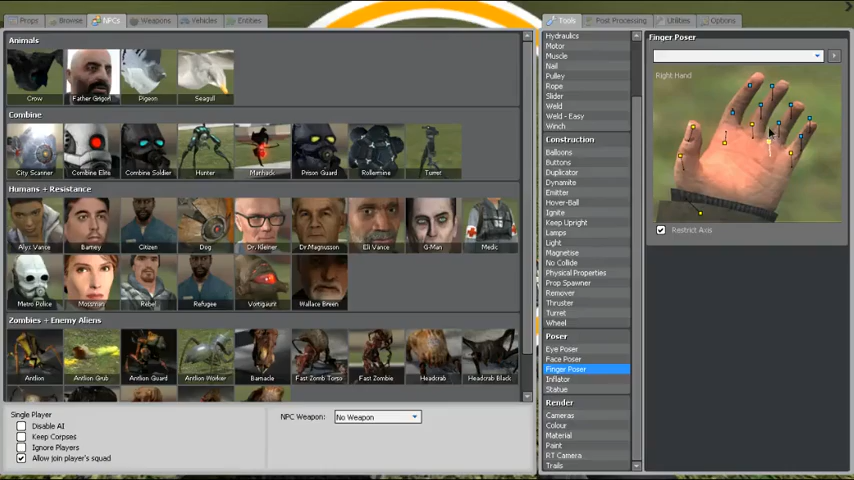 Props Browse NPCs Weapons Vehicles Entities
Tools Post Processing Utilities Options
Animals
Crow Father Grigori Pigeon Seagull
Combine
City Scanner Combine Elite Combine Soldier Hunter Manhack Prison Guard Rollermine Turret
Humans + Resistance
Alyx Vance Barney Citizen Dog Dr. Kleiner Dr.Magnusson Eli Vance G-Man Medic
Metro Police Mossman Rebel Refugee Vortigaunt Wallace Breen
Zombies + Enemy Aliens
Antlion Antlion Grub Antlion Guard Antlion Worker Barnacle Fast Zomb Torso Fast Zombie Headcrab Headcrab Black
Single Player
Disable AI
Keep Corpses
Ignore Players
Allow join player's squad
NPC Weapon: No Weapon
Hydraulics
Motor
Muscle
Nail
Pulley
Rope
Slider
Weld
Weld - Easy
Winch
Construction
Balloons
Buttons
Duplicator
Dynamite
Emitter
Hover-Ball
Ignite
Keep Upright
Lamps
Light
Magnetise
No Collide
Physical Properties
Prop Spawner
Remover
Thruster
Turret
Wheel
Poser
Eye Poser
Face Poser
Finger Poser
Inflator
Statue
Render
Cameras
Colour
Material
Paint
RT Camera
Trails
Finger Poser
Right Hand
Restrict Axis